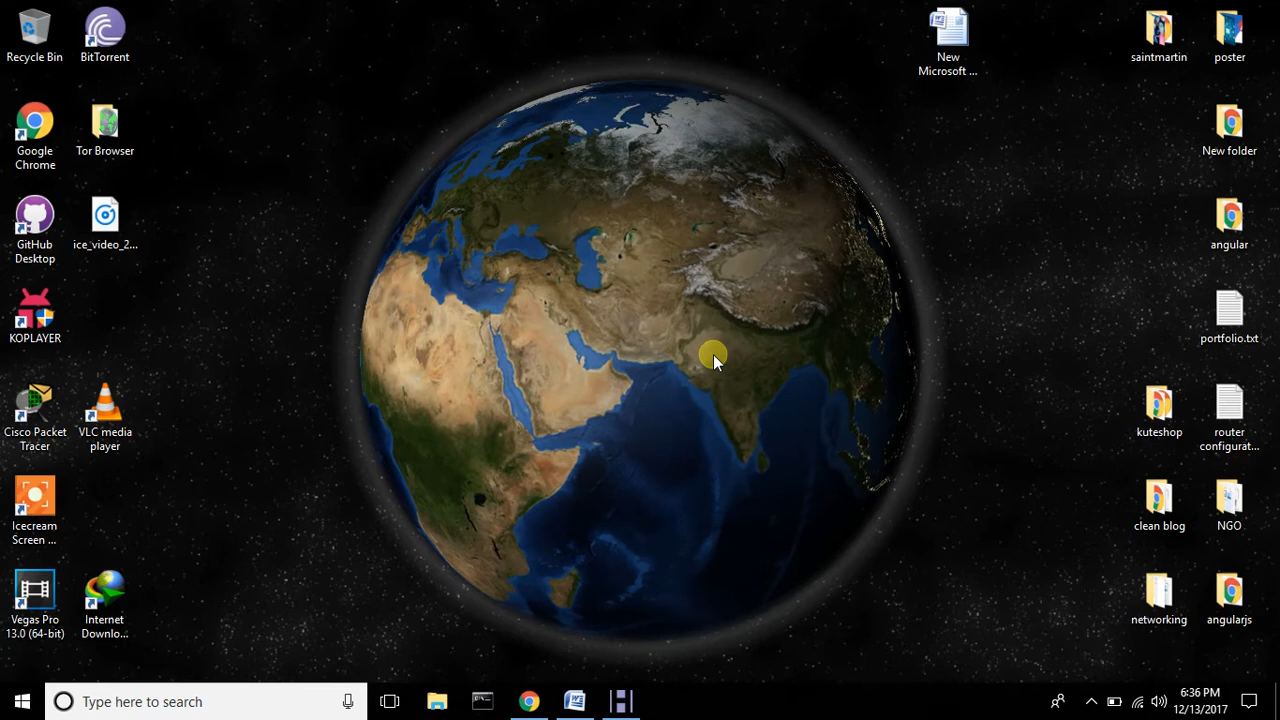 Recycle Bin
BitTorrent
Google
Chrome
Tor Browser
GitHub
Desktop
ice_video_2...
KOPLAYER
Cisco Packet
Tracer
VLC media
player
Icecream
Screen ...
Vegas Pro
13.0 (64-bit)
Internet
Downlo...
New
Microsoft ...
saintmartin
poster
New folder
angular
portfolio.txt
kuteshop
router
configurat...
clean blog
NGO
networking
angularjs
Type here to search
5:36 PM
12/13/2017